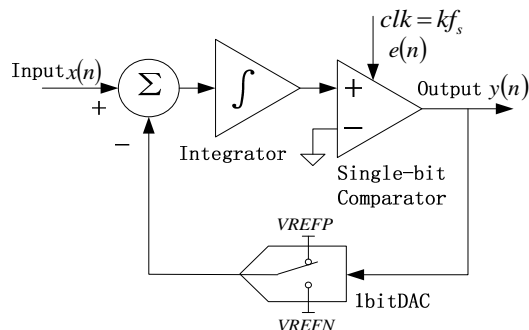 clk = kf_s
e(n)
Input x(n)
+
Σ
∫
+
−
Output y(n)
−
Integrator
Single-bit
Comparator
VREFP
1bitDAC
VREFN